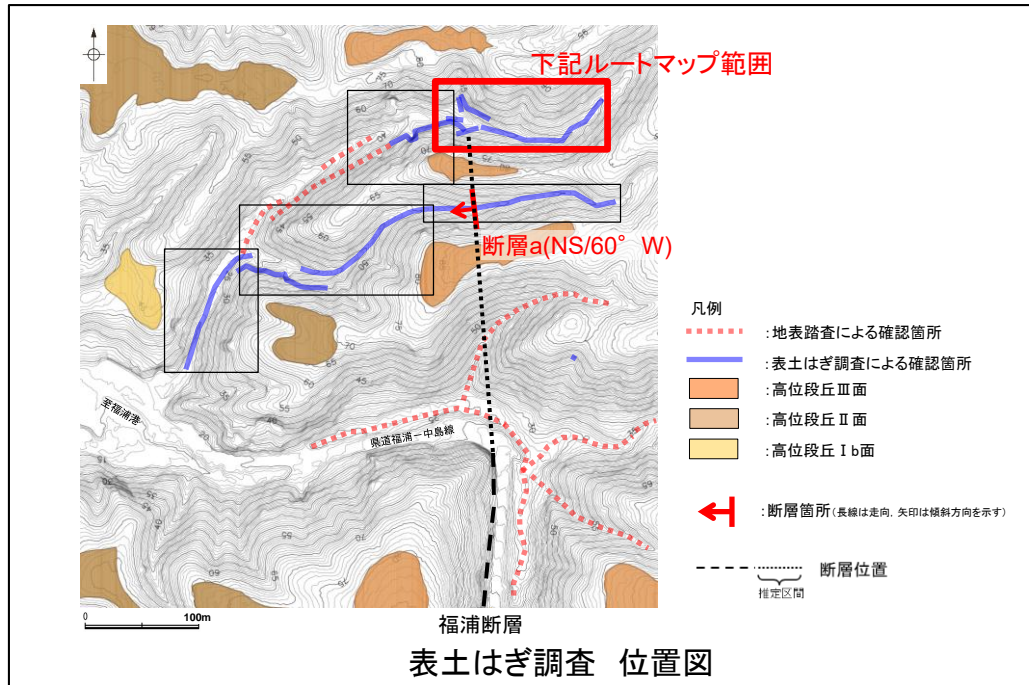 下記ルートマップ範囲
断層a(NS/60°W)
至福浦港
県道福浦-中島線
0 100m
福浦断層
表土はぎ調査 位置図
凡例
:地表踏査による確認箇所
:表土はぎ調査による確認箇所
:高位段丘Ⅲ面
:高位段丘Ⅱ面
:高位段丘Ⅰb面
:断層箇所(長線は走向, 矢印は傾斜方向を示す)
断層位置
推定区間